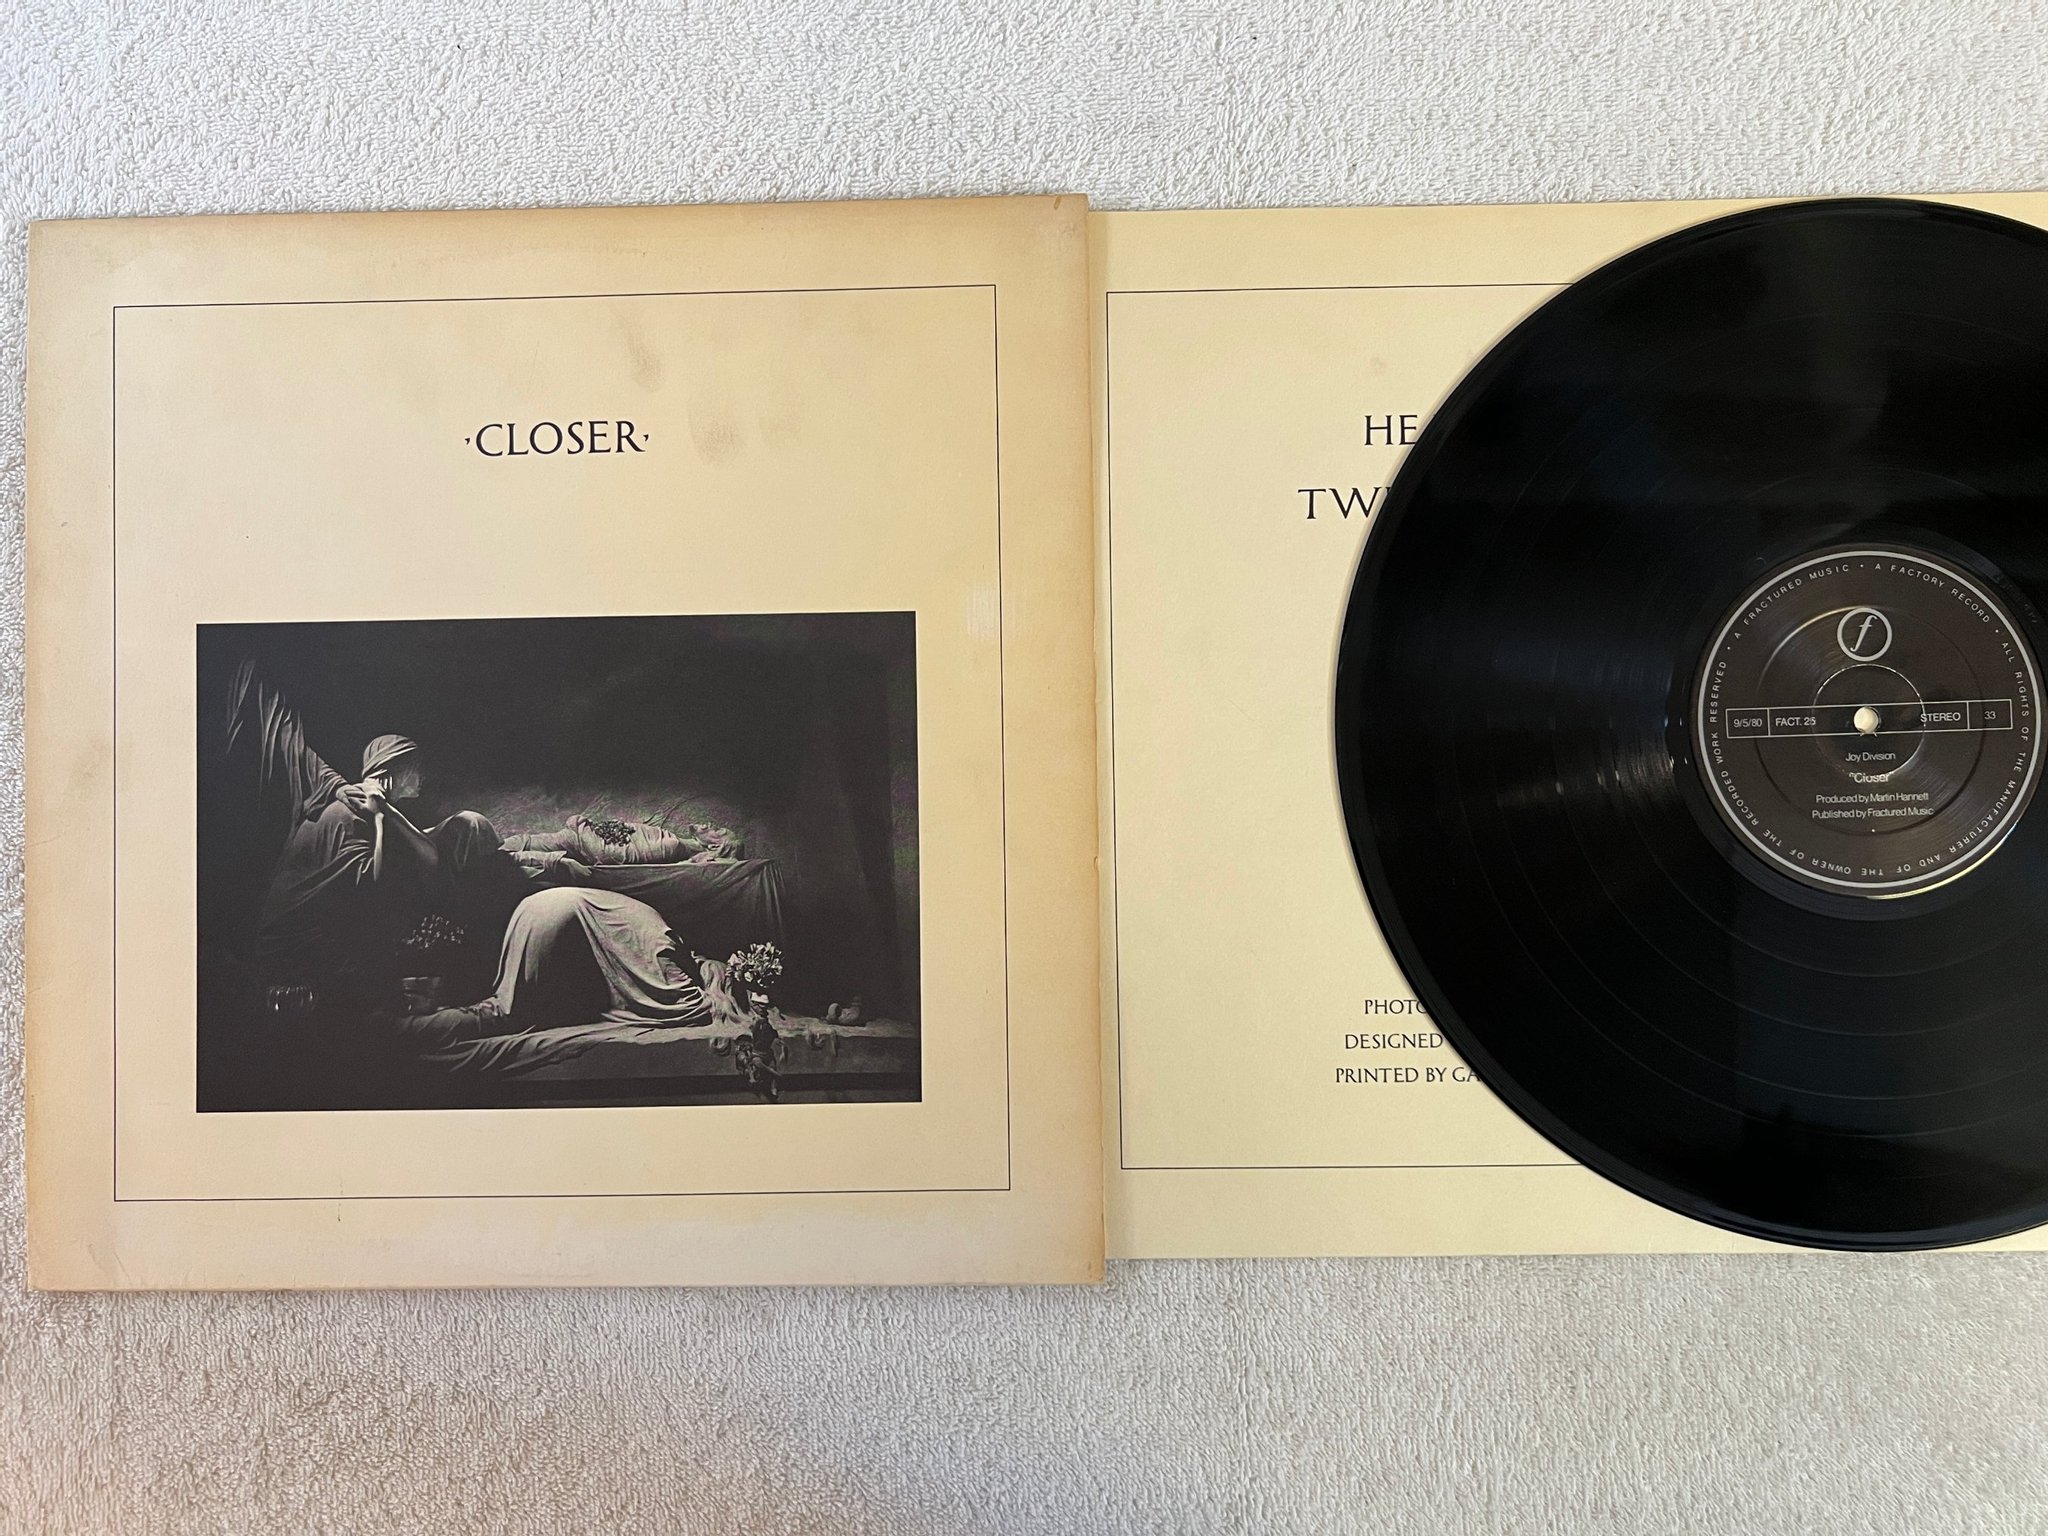 ·CLOSER·
HE
TW
PHOTO
DESIGNED
PRINTED BY GA
A FRACTURED MUSIC • A FACTORY RECORD • ALL RIGHTS OF THE MANUFACTURER AND OF THE OWNER OF THE RECORDED WORK RESERVED •
f
9/5/80 FACT. 25 STEREO 33
Joy Division
"Closer"
Produced by Martin Hannett
Published by Fractured Music